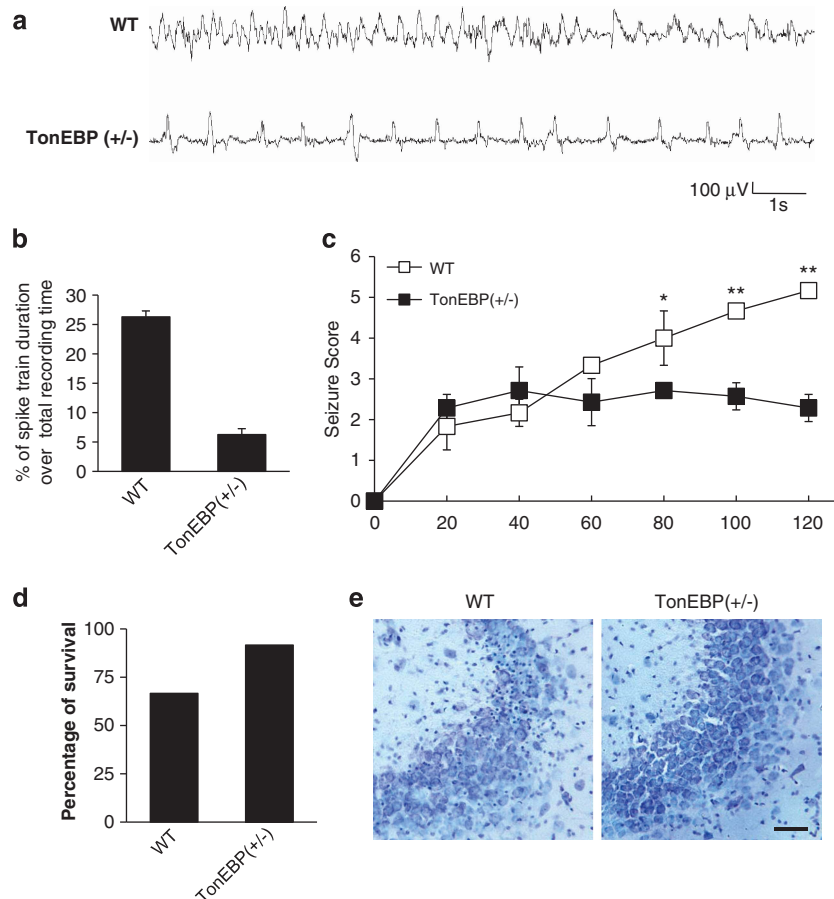 a
WT
TonEBP (+/-)
100 μV
1s
b
% of spike train duration
over total recording time
30
25
20
15
10
5
0
WT
TonEBP(+/-)
c
WT
TonEBP(+/-)
Seizure Score
6
5
4
3
2
1
0
*
**
**
0 20 40 60 80 100 120
d
Percentage of survival
100
75
50
25
0
WT
TonEBP(+/-)
e
WT
TonEBP(+/-)